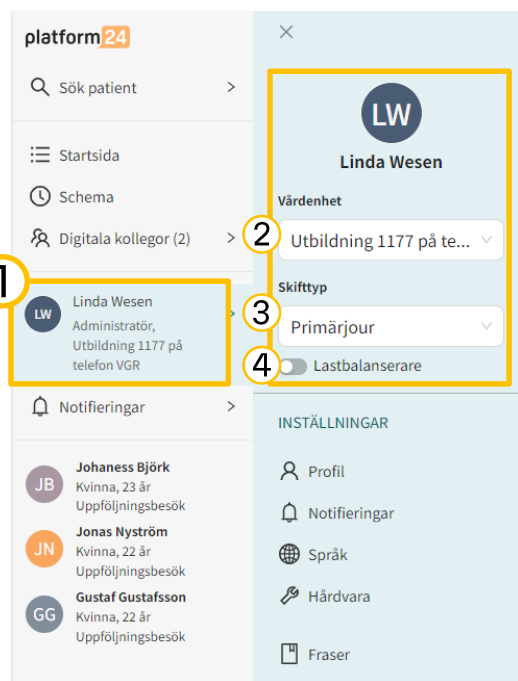 platform24
Sök patient
Startsida
Schema
Digitala kollegor (2)
1
LW
Linda Wesen
Administratör,
Utbildning 1177 på
telefon VGR
Notifieringar
JB
Johaness Björk
Kvinna, 23 år
Uppföljningsbesök
JN
Jonas Nyström
Kvinna, 22 år
Uppföljningsbesök
GG
Gustaf Gustafsson
Kvinna, 22 år
Uppföljningsbesök
LW
Linda Wesen
Vårdenhet
2
Utbildning 1177 på te...
Skifttyp
3
Primärjour
4
Lastbalanserare
INSTÄLLNINGAR
Profil
Notifieringar
Språk
Hårdvara
Fraser